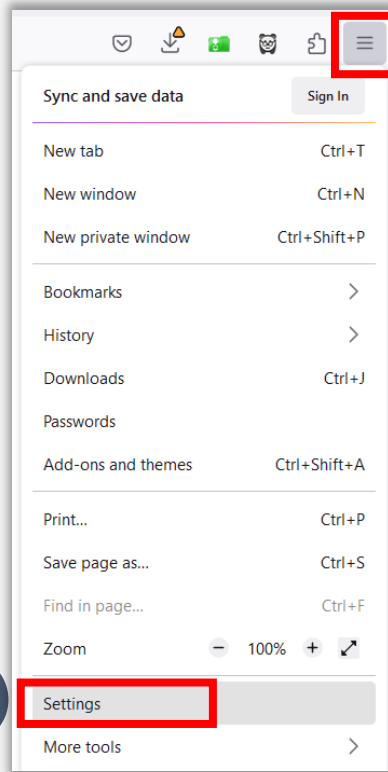 Sync and save data Sign In
New tab Ctrl+T
New window Ctrl+N
New private window Ctrl+Shift+P
Bookmarks
History
Downloads Ctrl+J
Passwords
Add-ons and themes Ctrl+Shift+A
Print... Ctrl+P
Save page as... Ctrl+S
Find in page... Ctrl+F
Zoom − 100% +
Settings
More tools